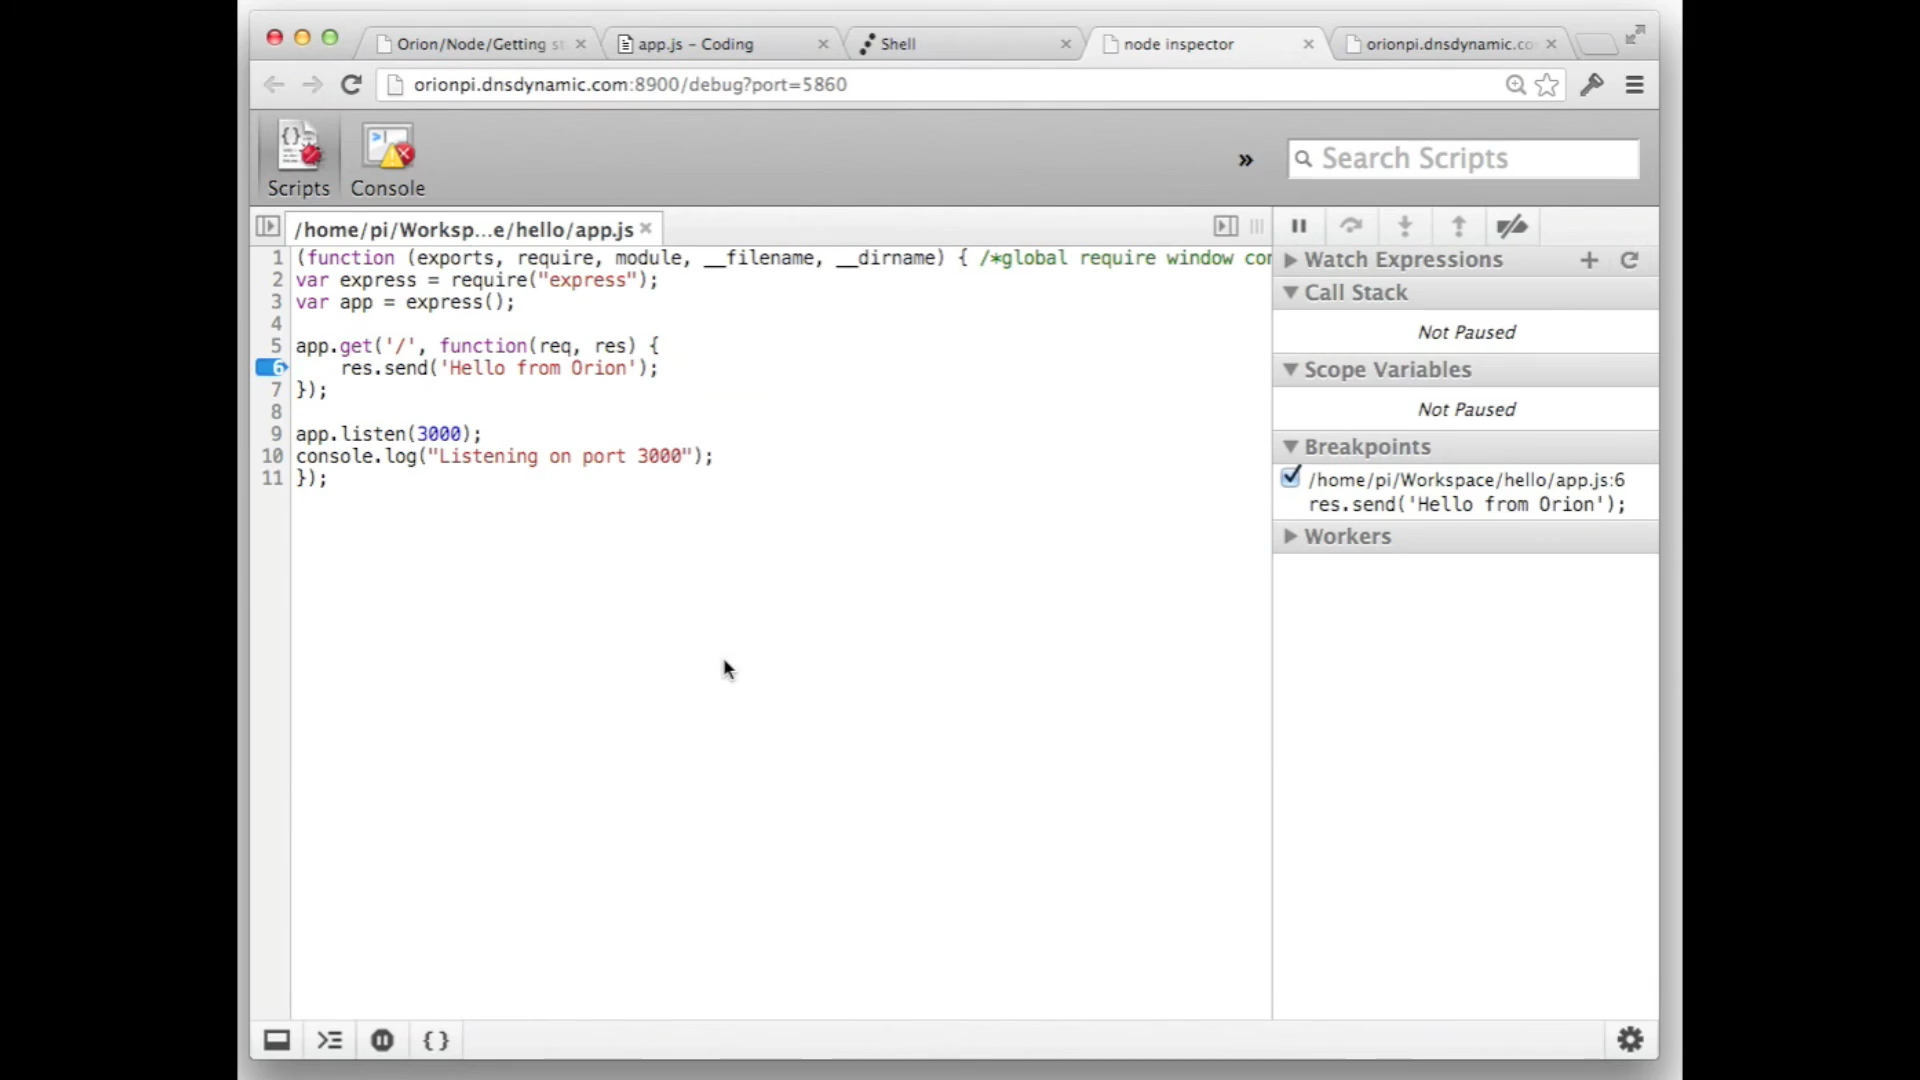 Orion/Node/Getting st
app.js - Coding
Shell
node inspector
orionpi.dnsdynamic.co
orionpi.dnsdynamic.com:8900/debug?port=5860
Scripts
Console
»
Search Scripts
/home/pi/Worksp...e/hello/app.js
1 (function (exports, require, module, __filename, __dirname) { /*global require window con
2 var express = require("express");
3 var app = express();
4
5 app.get('/', function(req, res) {
6 res.send('Hello from Orion');
7 });
8
9 app.listen(3000);
10 console.log("Listening on port 3000");
11 });
Watch Expressions
Call Stack
Not Paused
Scope Variables
Not Paused
Breakpoints
/home/pi/Workspace/hello/app.js:6
res.send('Hello from Orion');
Workers
{ }